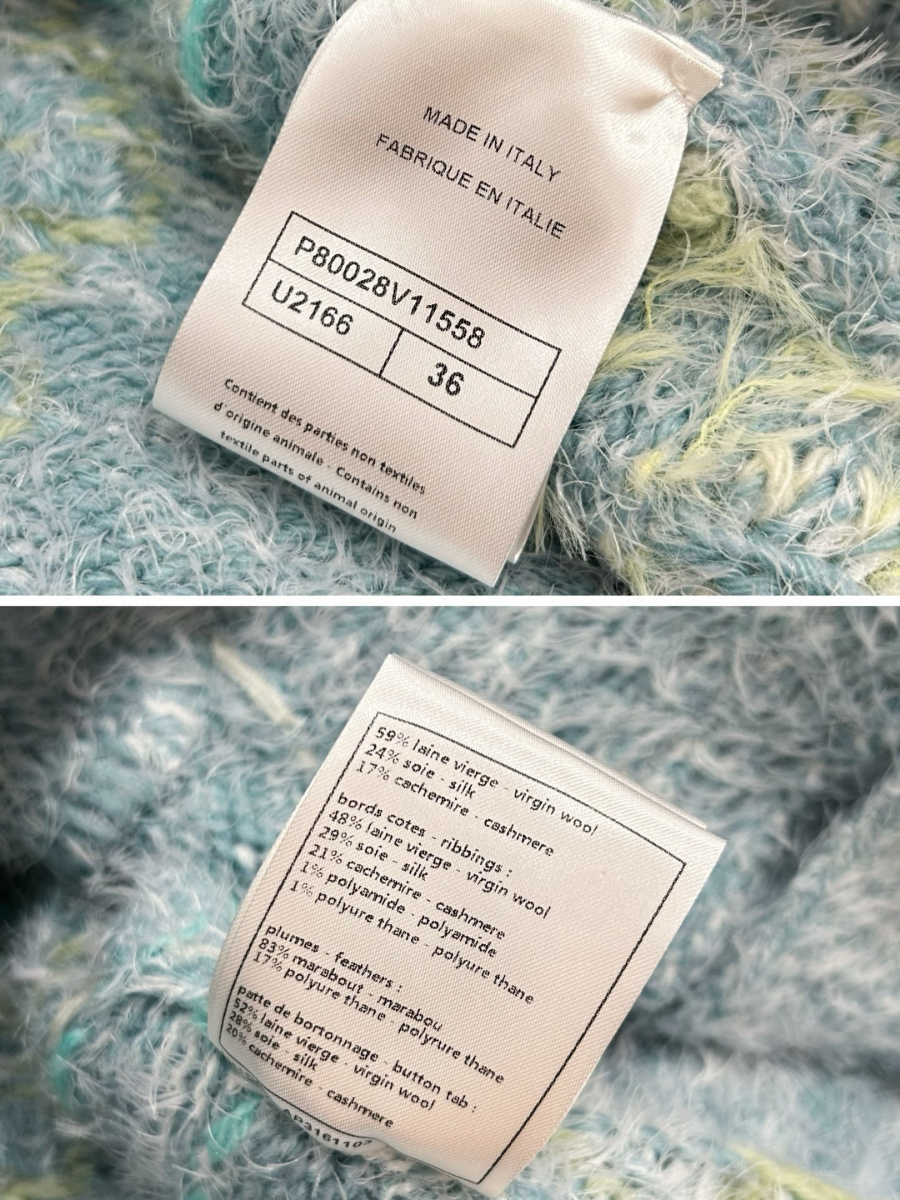 MADE IN ITALY
FABRIQUE EN ITALIE
P80028V11558
U2166 36
Contient des parties non textiles
d'origine animale - Contains non
textile parts of animal origin
59% laine vierge - virgin wool
24% soie - silk
17% cachemire - cashmere
bords cotes - ribbings :
48% laine vierge - virgin wool
29% soie - silk
21% cachemire - cashmere
1% polyamide - polyamide
1% polyure thane - polyure thane
plumes - feathers :
83% marabout - marabou
17% polyure thane - polyrure thane
patte de bortonnage - button tab :
52% laine vierge - virgin wool
28% soie - silk
20% cachemire - cashmere